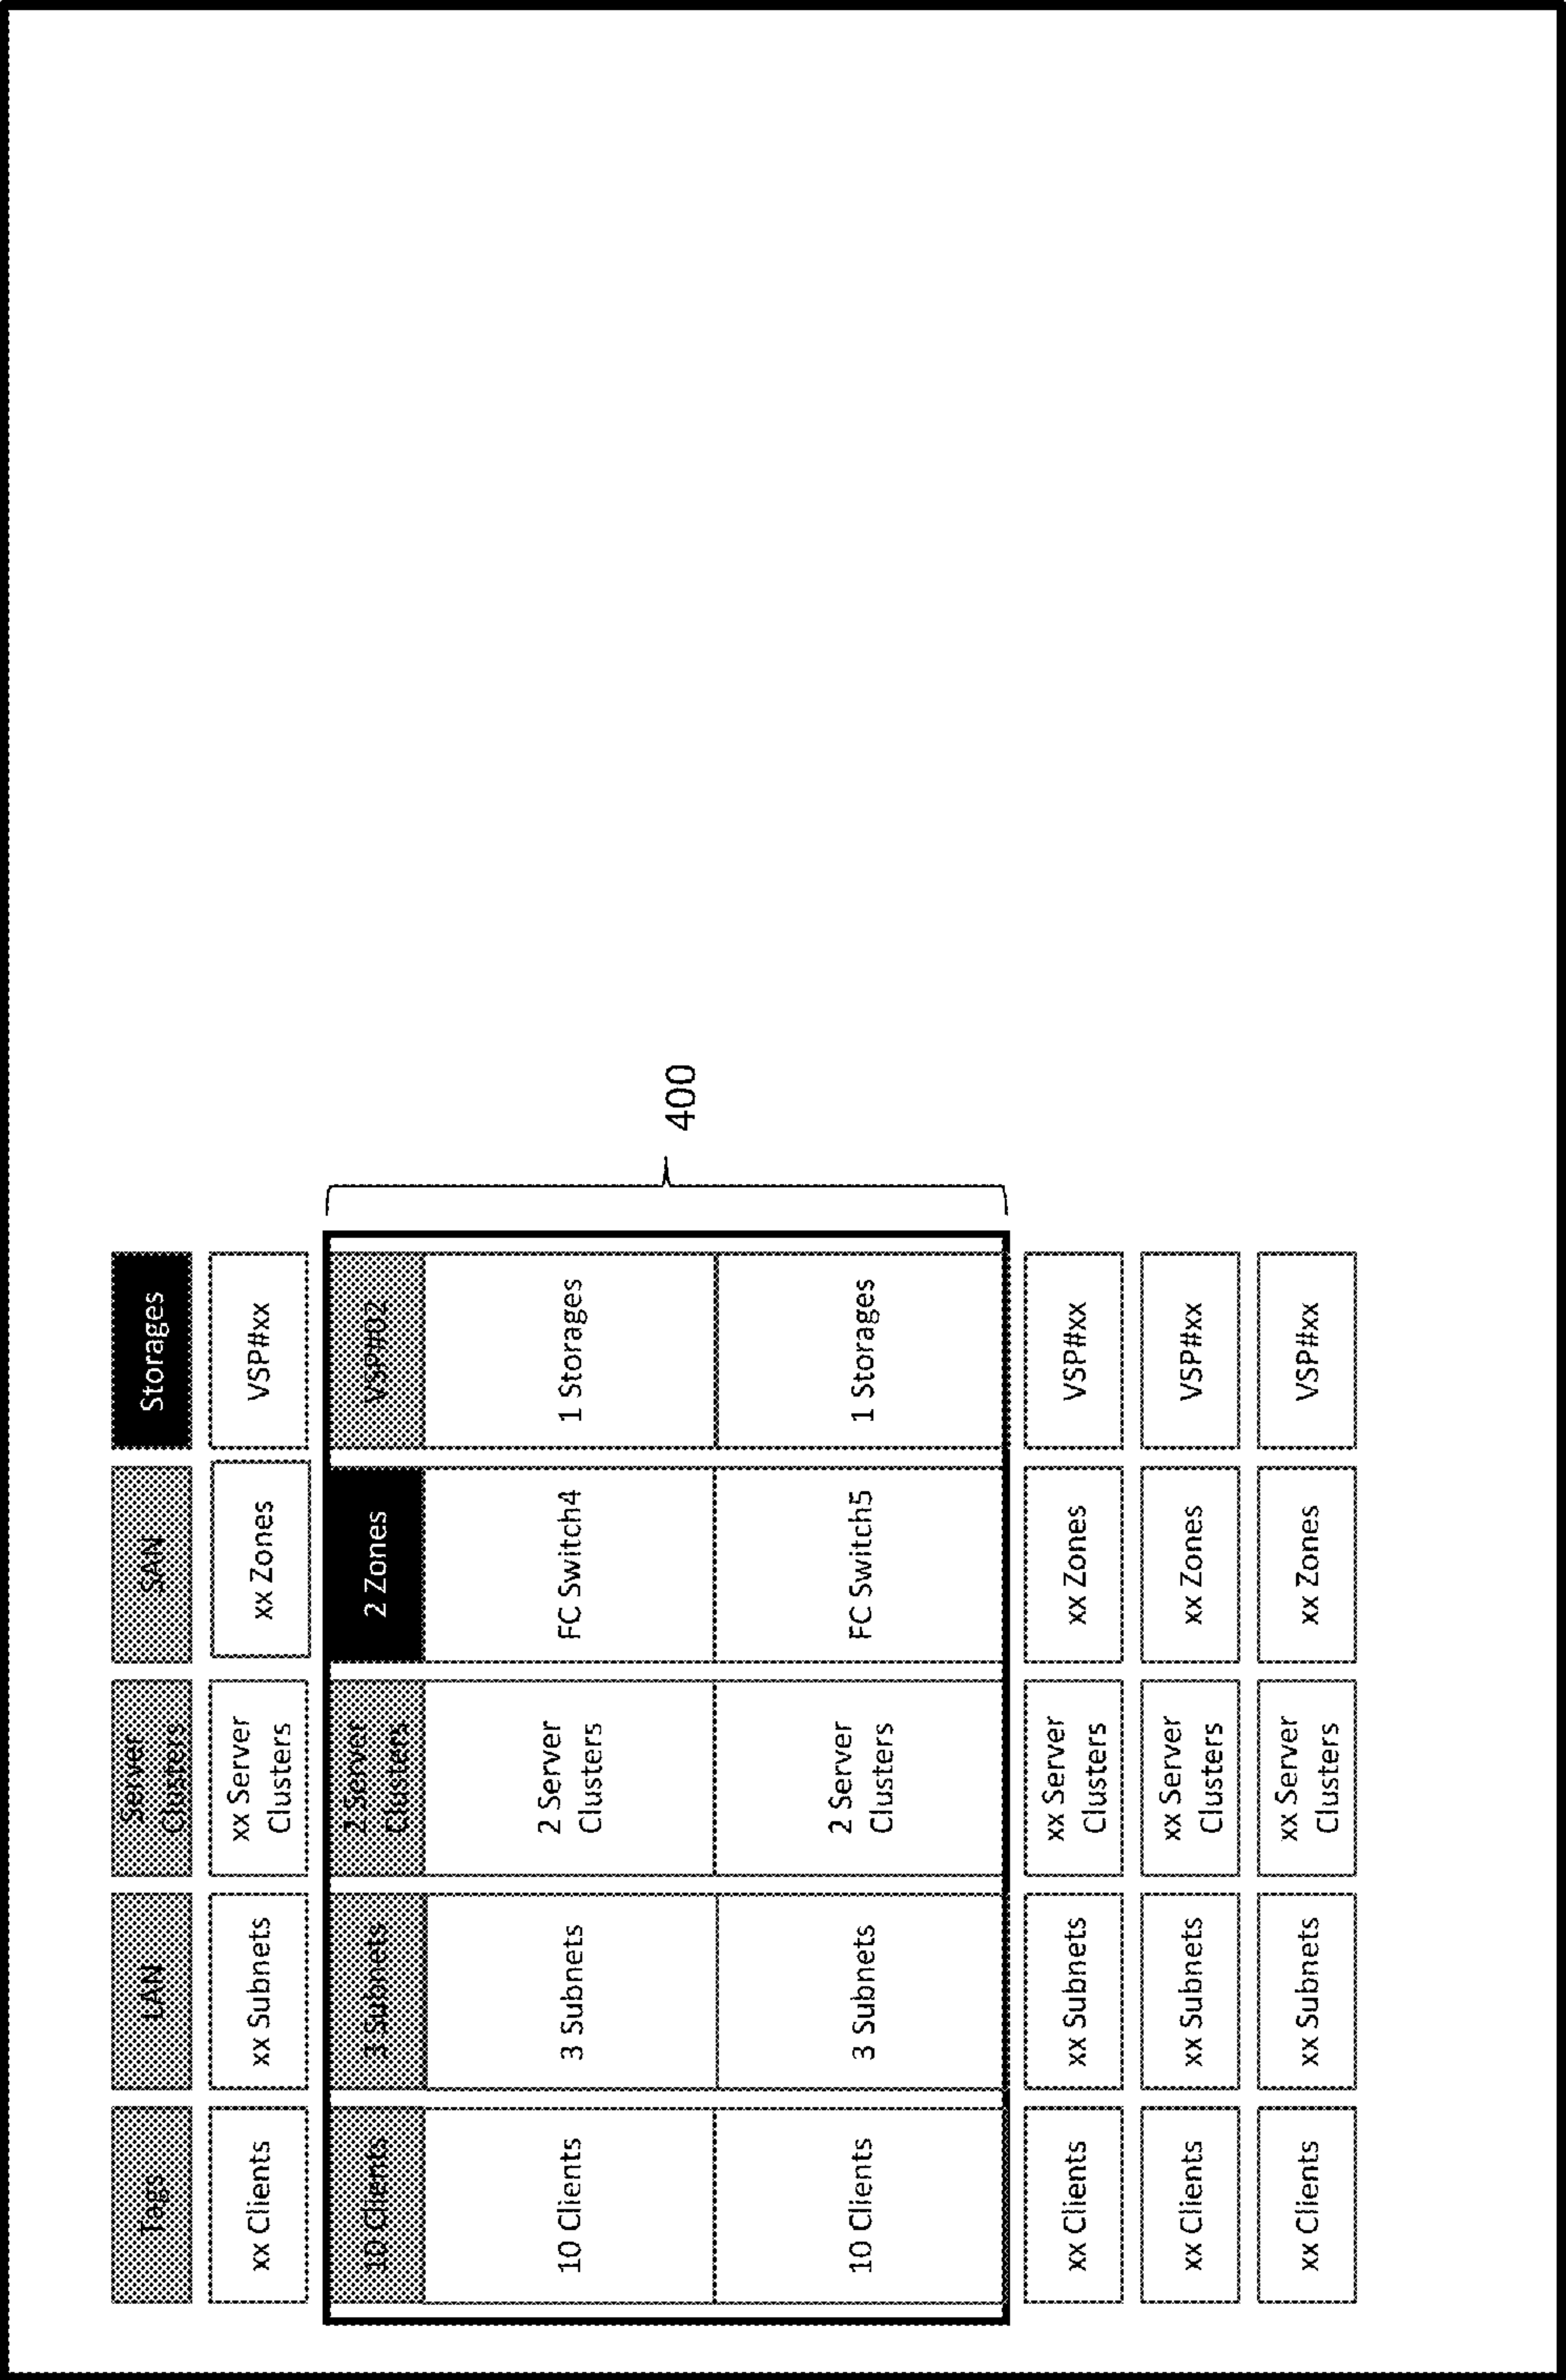 Tags
LAN
Server
Clusters
SAN
Storages
xx Clients
xx Subnets
xx Server
Clusters
xx Zones
VSP#xx
10 Clients
3 Subnets
2 Server
Clusters
2 Zones
VSP#02
10 Clients
3 Subnets
2 Server
Clusters
FC Switch4
1 Storages
10 Clients
3 Subnets
2 Server
Clusters
FC Switch5
1 Storages
400
xx Clients
xx Subnets
xx Server
Clusters
xx Zones
VSP#xx
xx Clients
xx Subnets
xx Server
Clusters
xx Zones
VSP#xx
xx Clients
xx Subnets
xx Server
Clusters
xx Zones
VSP#xx